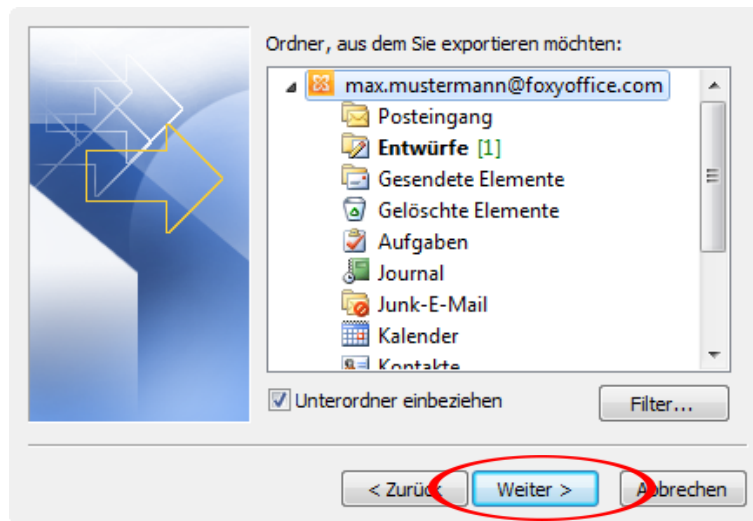 Ordner, aus dem Sie exportieren möchten:
max.mustermann@foxyoffice.com
Posteingang
Entwürfe [1]
Gesendete Elemente
Gelöschte Elemente
Aufgaben
Journal
Junk-E-Mail
Kalender
Kontakte
Unterordner einbeziehen
Filter...
< Zurück
Weiter >
Abbrechen